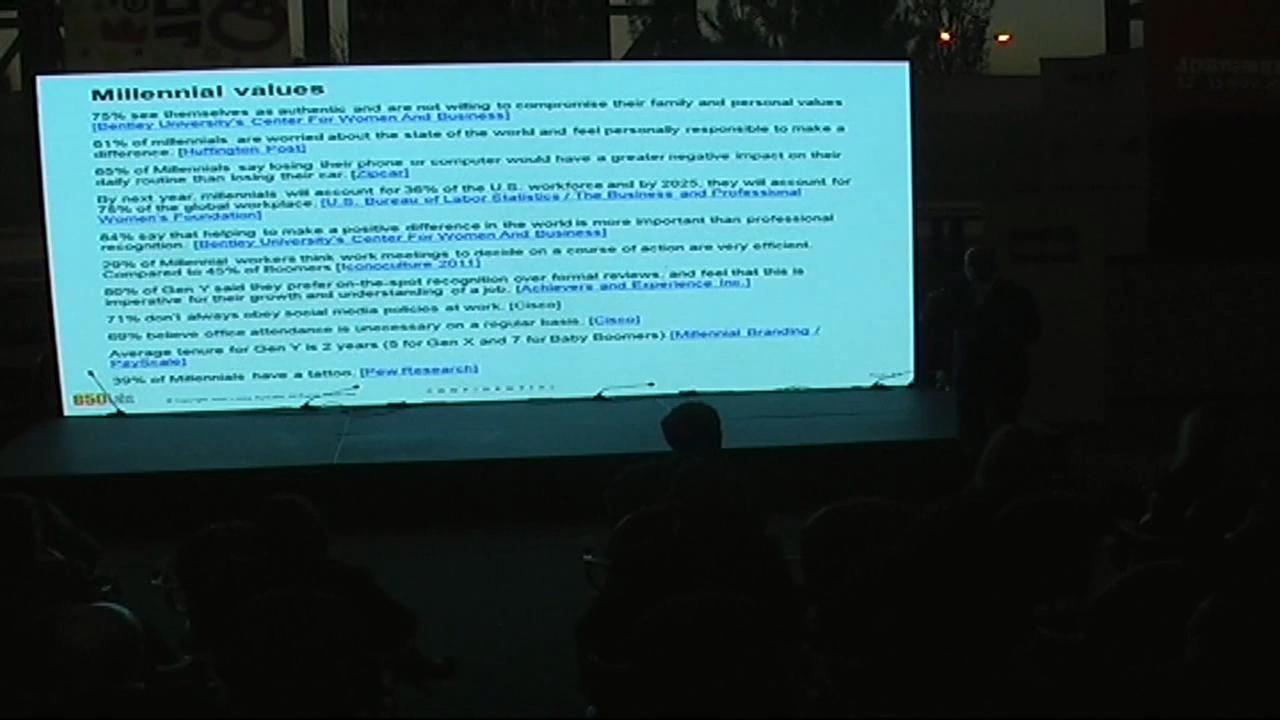 Millennial values
75% see themselves as authentic and are not willing to compromise their family and personal values
[Bentley University's Center For Women And Business]
61% of millennials are worried about the state of the world and feel personally responsible to make a
difference. [Huffington Post]
65% of Millennials say losing their phone or computer would have a greater negative impact on their
daily routine than losing their car. [Zipcar]
By next year, millennials will account for 36% of the U.S. workforce and by 2025, they will account for
75% of the global workplace. [U.S. Bureau of Labor Statistics / The Business and Professional
Women's Foundation]
84% say that helping to make a positive difference in the world is more important than professional
recognition. [Bentley University's Center For Women And Business]
29% of Millennial workers think work meetings to decide on a course of action are very efficient.
Compared to 45% of Boomers [Iconoculture 2011]
80% of Gen Y said they prefer on-the-spot recognition over formal reviews, and feel that this is
imperative for their growth and understanding of a job. [Achievers and Experience Inc.]
71% don't always obey social media policies at work. [Cisco]
69% believe office attendance is unnecessary on a regular basis. [Cisco]
Average tenure for Gen Y is 2 years (5 for Gen X and 7 for Baby Boomers) [Millennial Branding /
PayScale]
39% of Millennials have a tattoo. [Pew Research]
CONFIDENTIAL